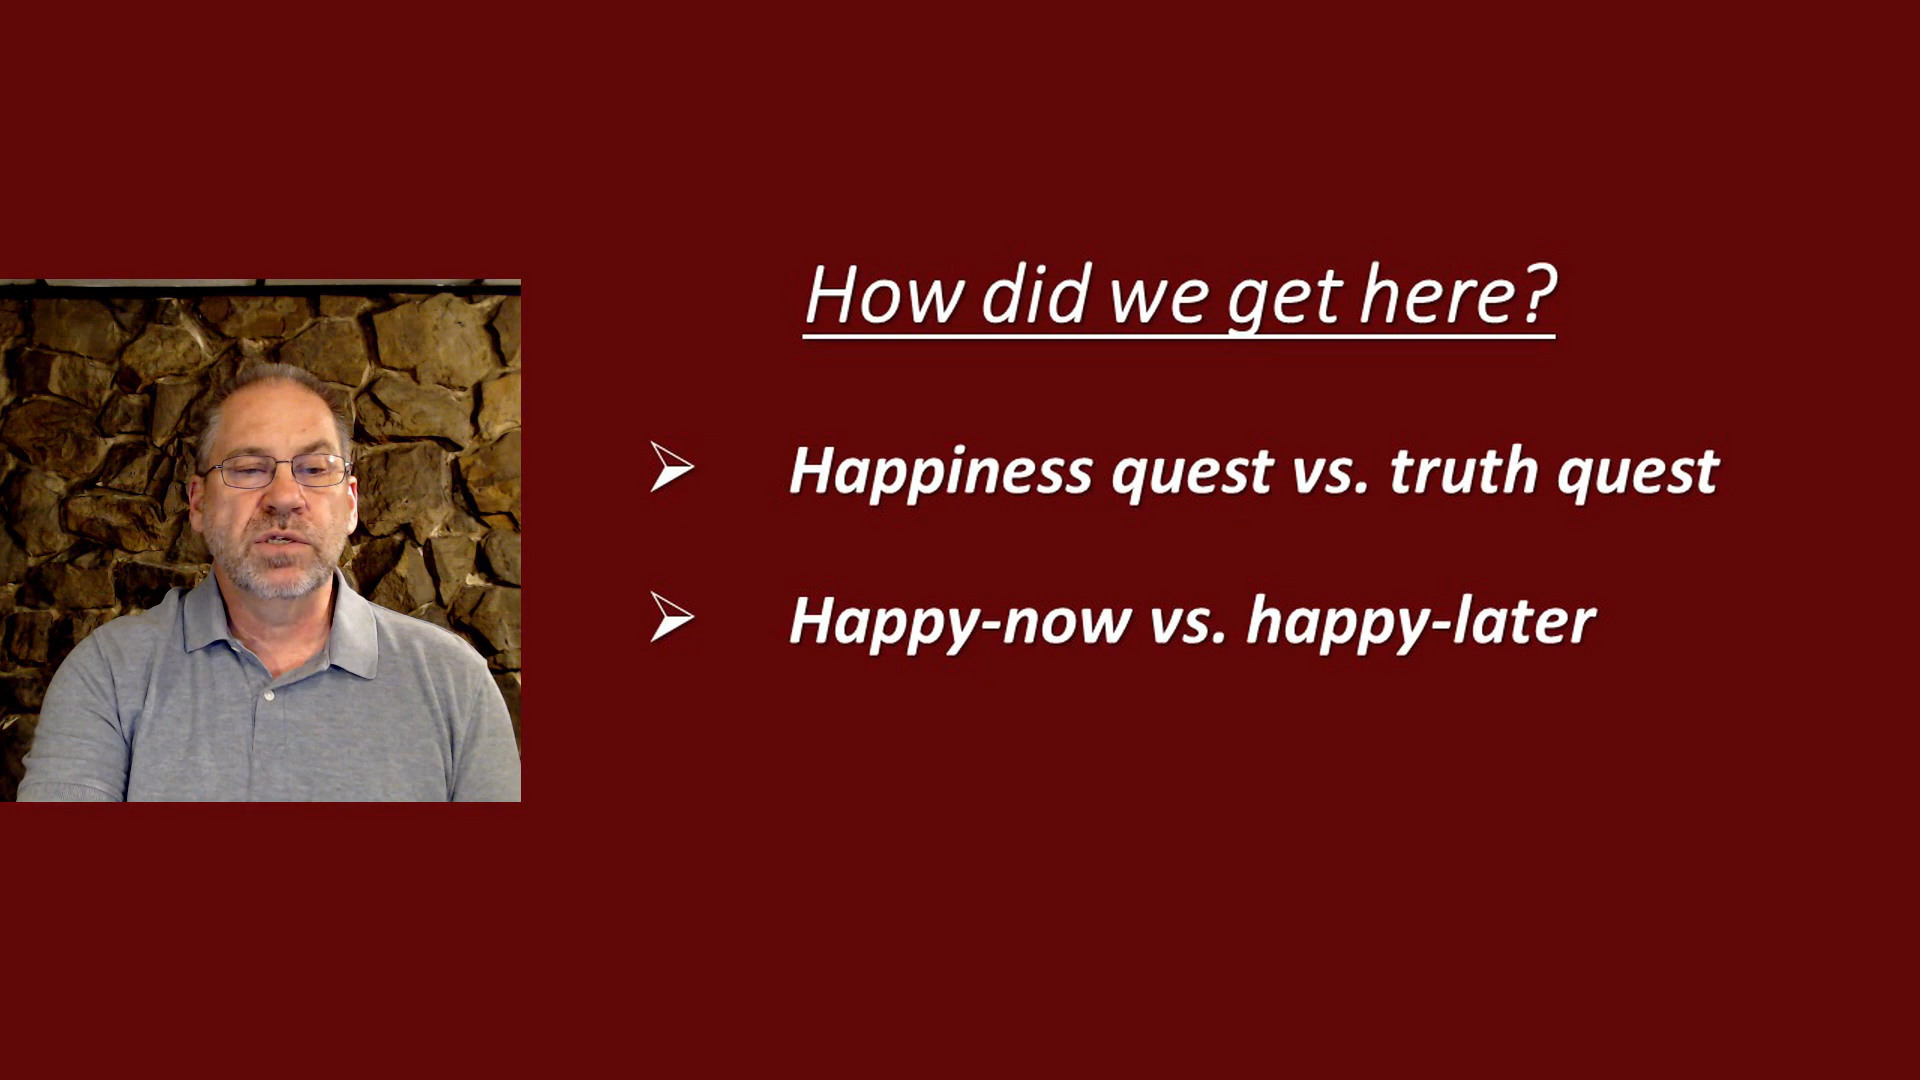 How did we get here?
Happiness quest vs. truth quest
Happy-now vs. happy-later